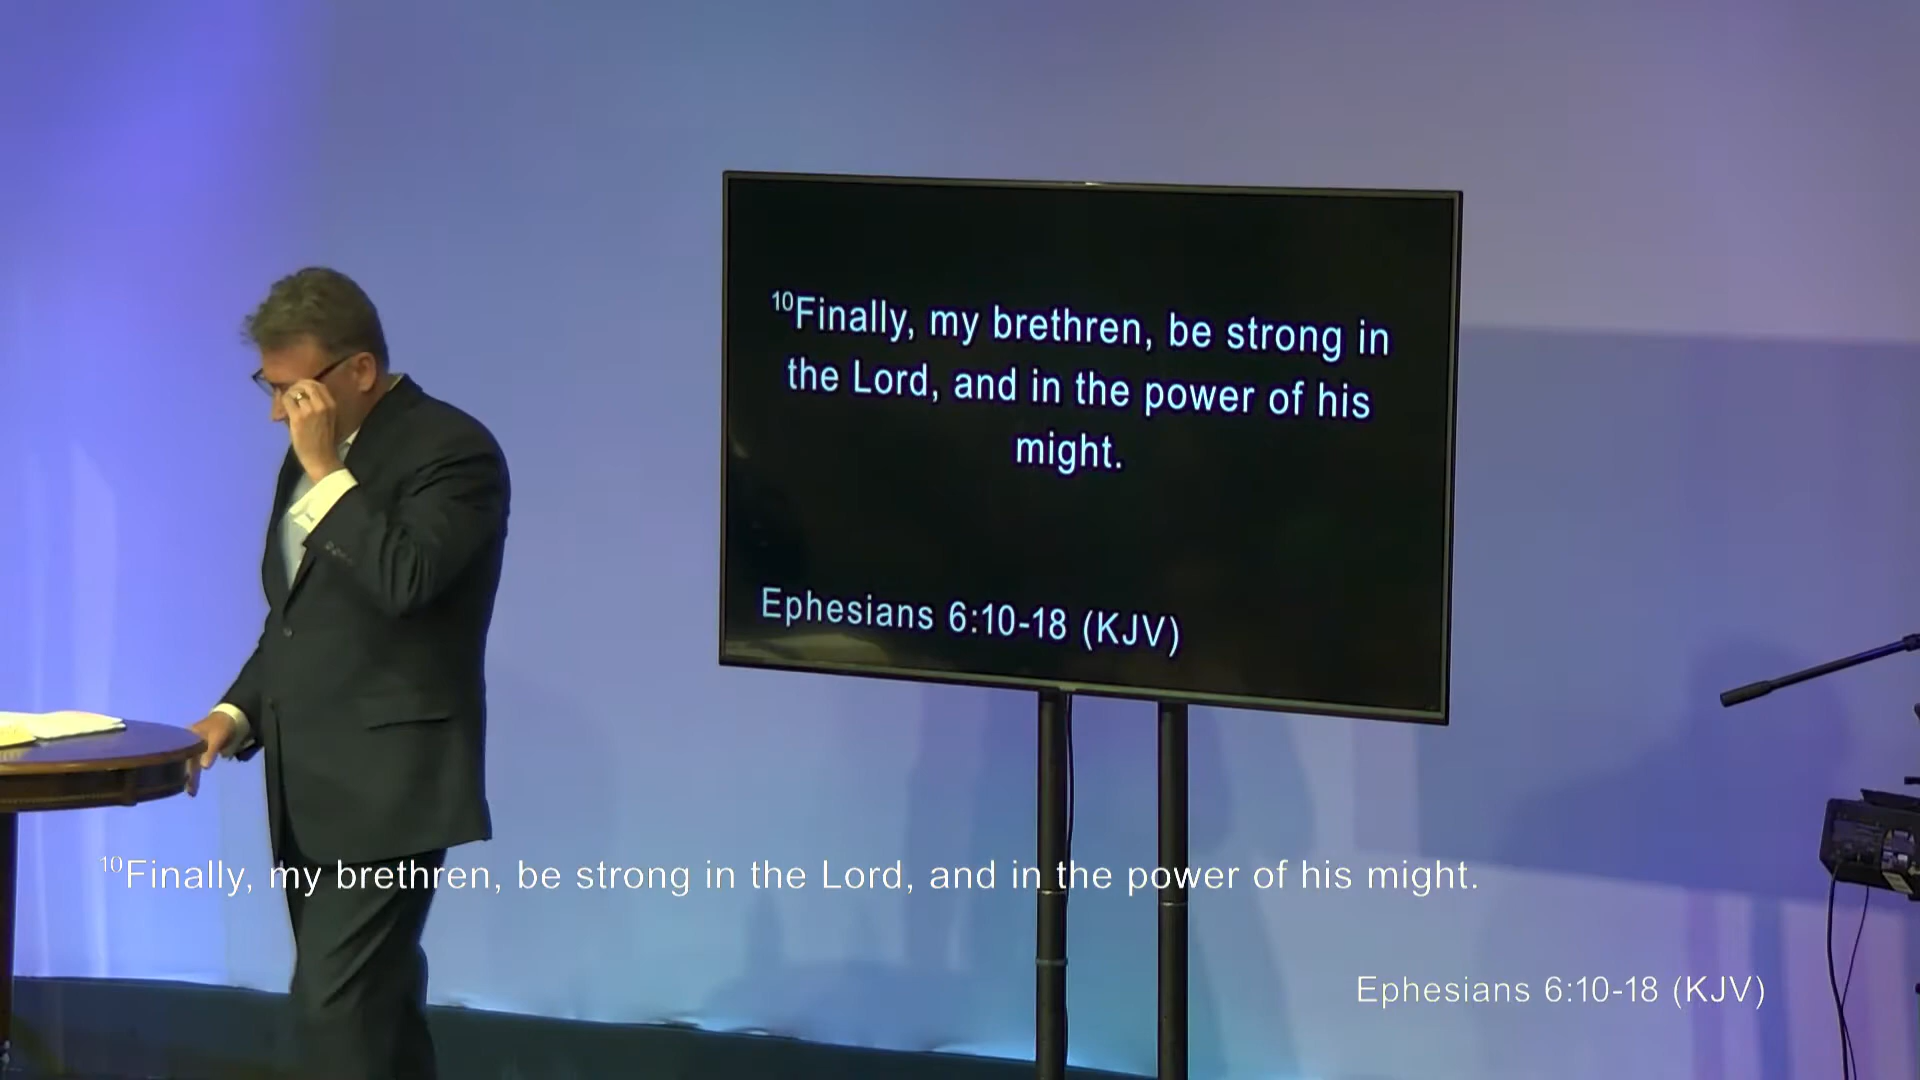 ¹⁰Finally, my brethren, be strong in
the Lord, and in the power of his
might.
Ephesians 6:10-18 (KJV)
¹⁰Finally, my brethren, be strong in the Lord, and in the power of his might.
Ephesians 6:10-18 (KJV)